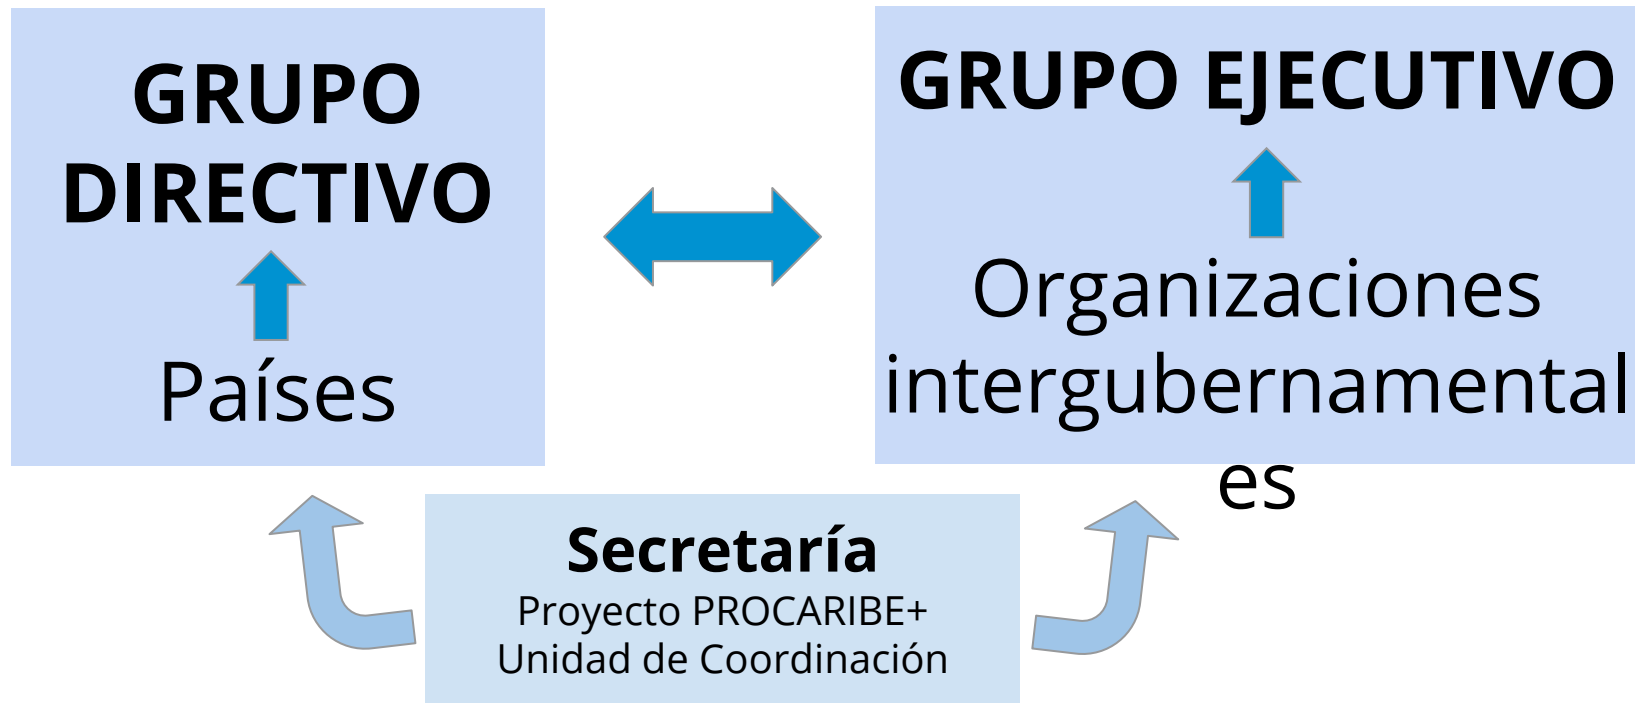 GRUPO
DIRECTIVO
Países
GRUPO EJECUTIVO
Organizaciones
intergubernamental
es
Secretaría
Proyecto PROCARIBE+
Unidad de Coordinación